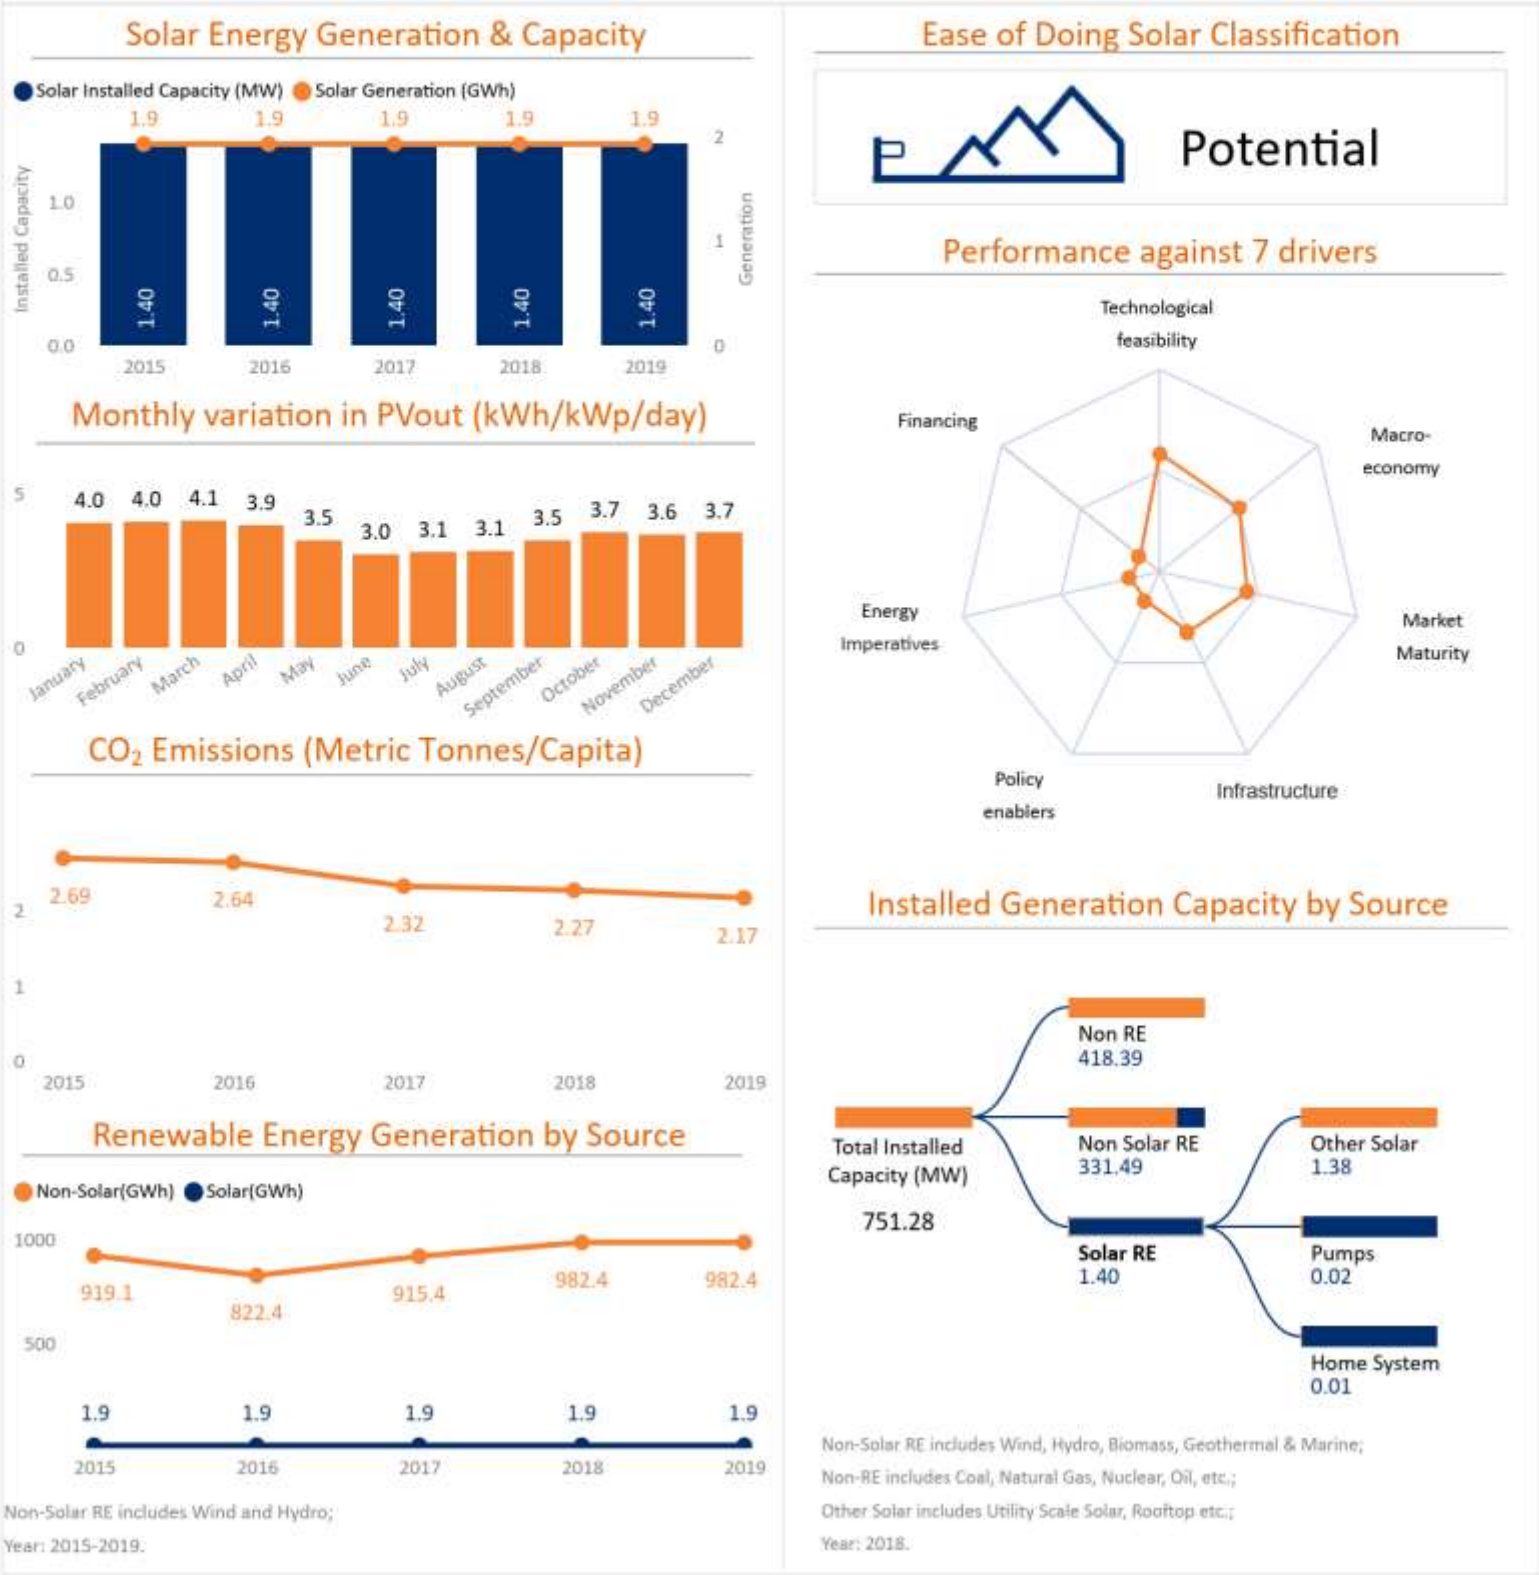 Solar Energy Generation & Capacity
Solar Installed Capacity (MW) Solar Generation (GWh)
1.9 1.9 1.9 1.9 1.9
Installed Capacity
1.0
0.5
0.0
2
1
0
Generation
1.40 1.40 1.40 1.40 1.40
2015 2016 2017 2018 2019
Monthly variation in PVout (kWh/kWp/day)
5
0
4.0 4.0 4.1 3.9 3.5 3.0 3.1 3.1 3.5 3.7 3.6 3.7
January February March April May June July August September October November December
CO₂ Emissions (Metric Tonnes/Capita)
2.69 2.64 2.32 2.27 2.17
2
1
0
2015 2016 2017 2018 2019
Renewable Energy Generation by Source
Non-Solar(GWh) Solar(GWh)
1000
500
919.1 822.4 915.4 982.4 982.4
1.9 1.9 1.9 1.9 1.9
2015 2016 2017 2018 2019
Non-Solar RE includes Wind and Hydro;
Year: 2015-2019.
Ease of Doing Solar Classification
Potential
Performance against 7 drivers
Technological
feasibility
Financing
Macro-
economy
Energy
Imperatives
Market
Maturity
Policy
enablers
Infrastructure
Installed Generation Capacity by Source
Non RE
418.39
Total Installed
Capacity (MW)
751.28
Non Solar RE
331.49
Solar RE
1.40
Other Solar
1.38
Pumps
0.02
Home System
0.01
Non-Solar RE includes Wind, Hydro, Biomass, Geothermal & Marine;
Non-RE includes Coal, Natural Gas, Nuclear, Oil, etc.;
Other Solar includes Utility Scale Solar, Rooftop etc.;
Year: 2018.